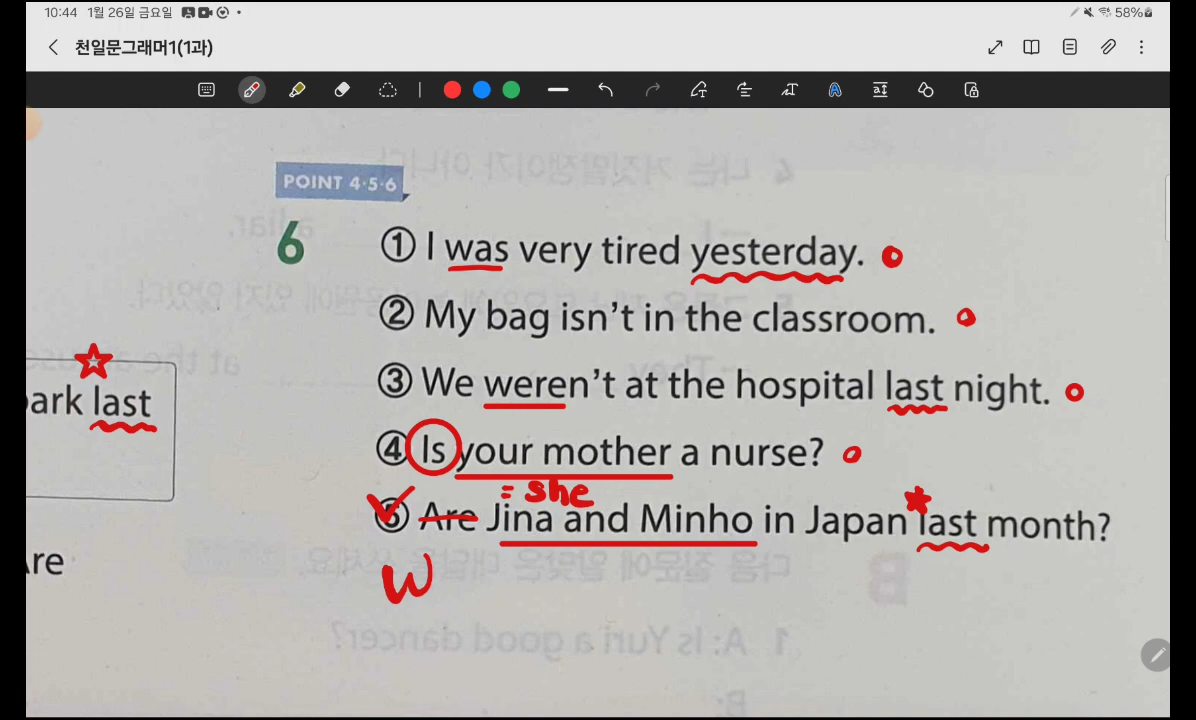 10:44 1월 26일 금요일 58%
천일문그래머1(1과)
POINT 4·5·6
6 ① I was very tired yesterday.
② My bag isn't in the classroom.
ark last
③ We weren't at the hospital last night.
④ Is your mother a nurse?
= she
⑤ Are Jina and Minho in Japan last month?
re
W